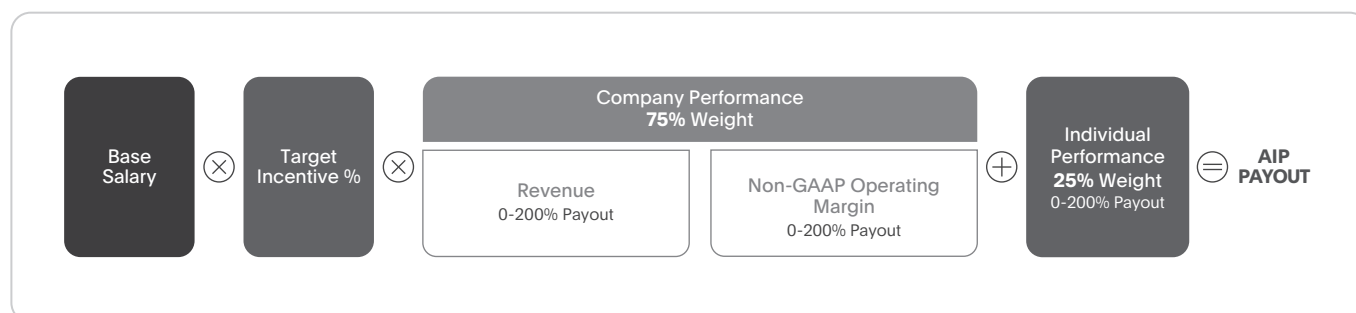 Base
Salary
×
Target
Incentive %
×
Company Performance
75% Weight
Revenue
0-200% Payout
Non-GAAP Operating
Margin
0-200% Payout
+
Individual
Performance
25% Weight
0-200% Payout
=
AIP
PAYOUT